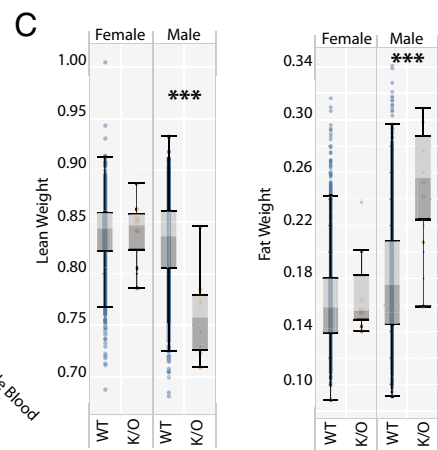 C
Female Male
***
1.00
0.95
0.90
0.85
0.80
0.75
0.70
Lean Weight
WT K/O WT K/O
Female Male
***
0.34
0.30
0.26
0.22
0.18
0.14
0.10
Fat Weight
WT K/O WT K/O
Blood